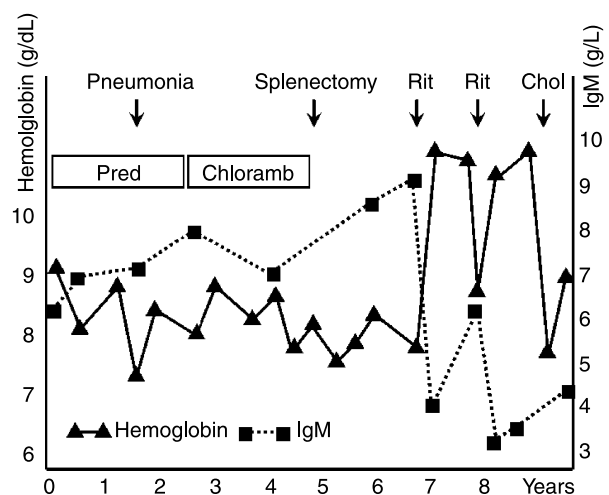 Hemolglobin (g/dL)
IgM (g/L)
Pneumonia Splenectomy Rit Rit Chol
Pred Chloramb
10
9
8
7
6
10
9
8
7
6
5
4
3
Hemoglobin IgM
0 1 2 3 4 5 6 7 8 Years